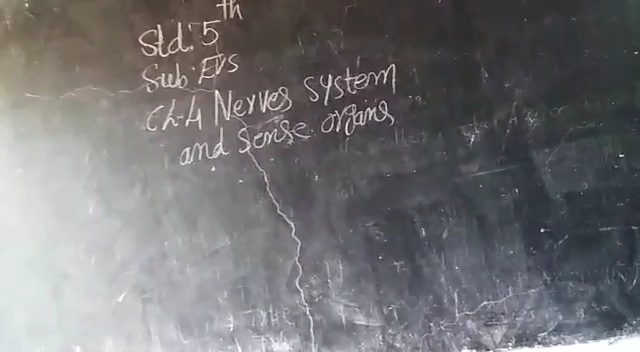 Std: 5th
Sub: EVS
Ch-4 Nerves system
and Sense organs